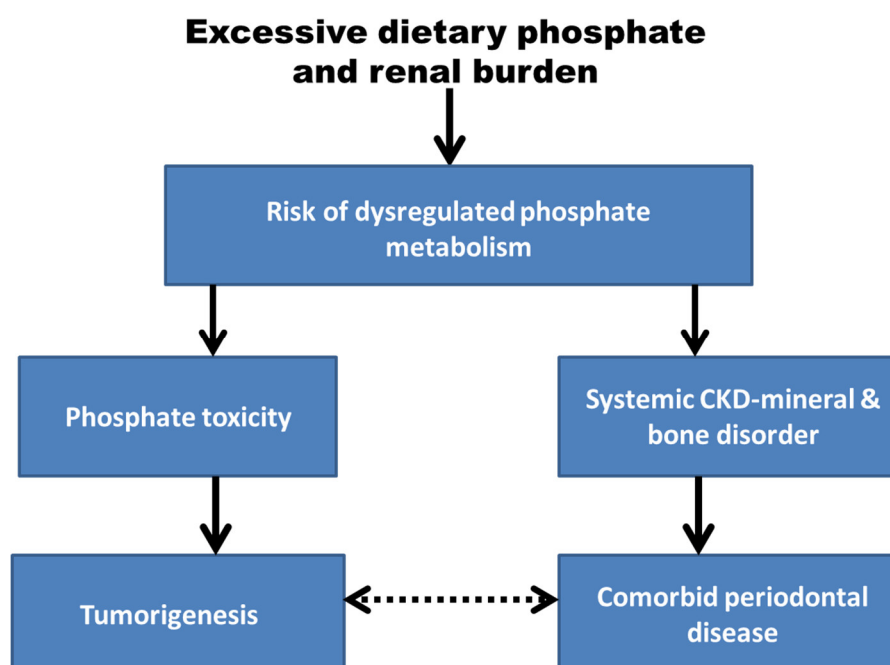 Excessive dietary phosphate
and renal burden
Risk of dysregulated phosphate
metabolism
Phosphate toxicity
Systemic CKD-mineral &
bone disorder
Tumorigenesis
Comorbid periodontal
disease